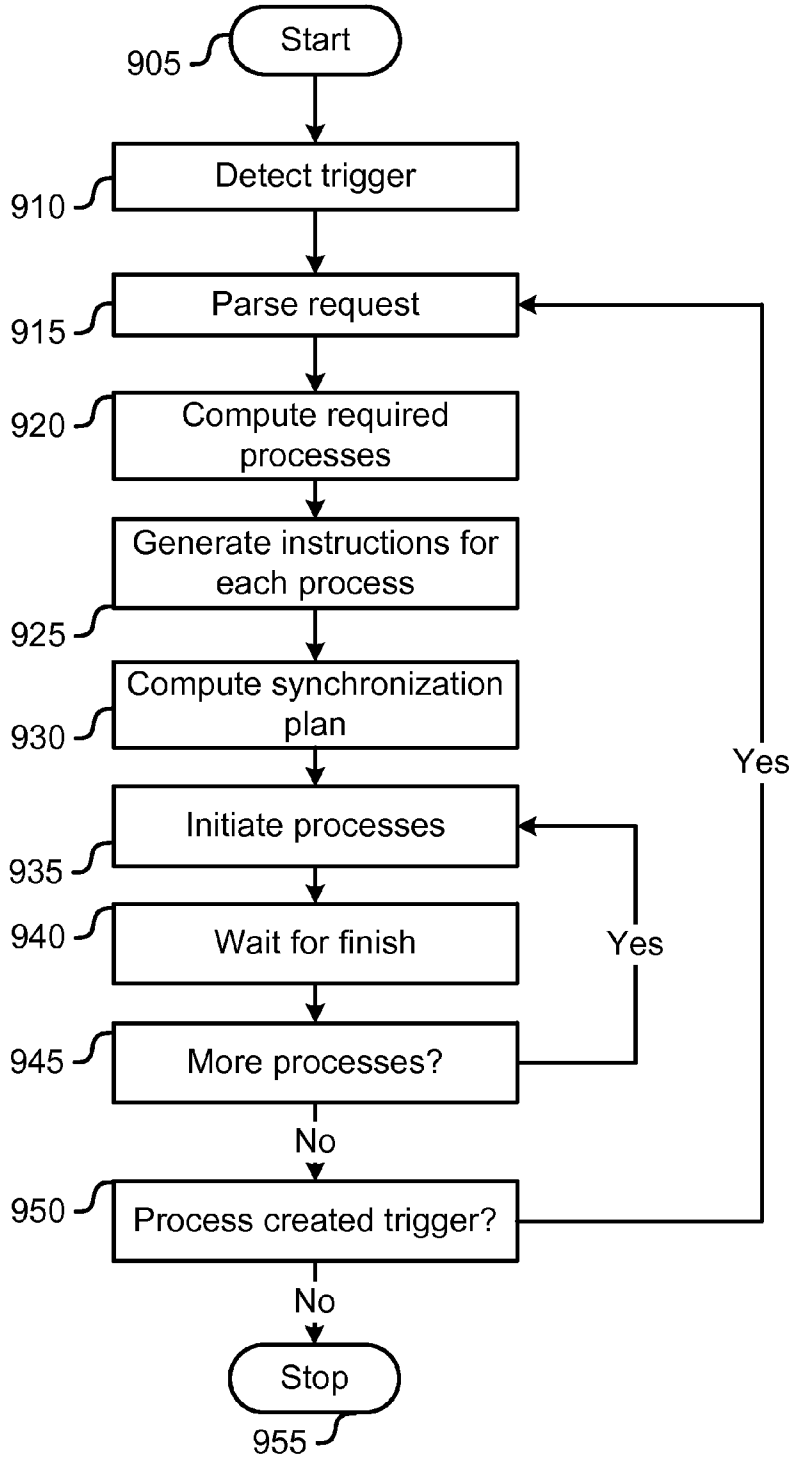 Start
905
Detect trigger
910
Parse request
915
Compute required
processes
920
Generate instructions for
each process
925
Compute synchronization
plan
930
Yes
Initiate processes
935
Wait for finish
940
Yes
More processes?
945
No
Process created trigger?
950
No
Stop
955